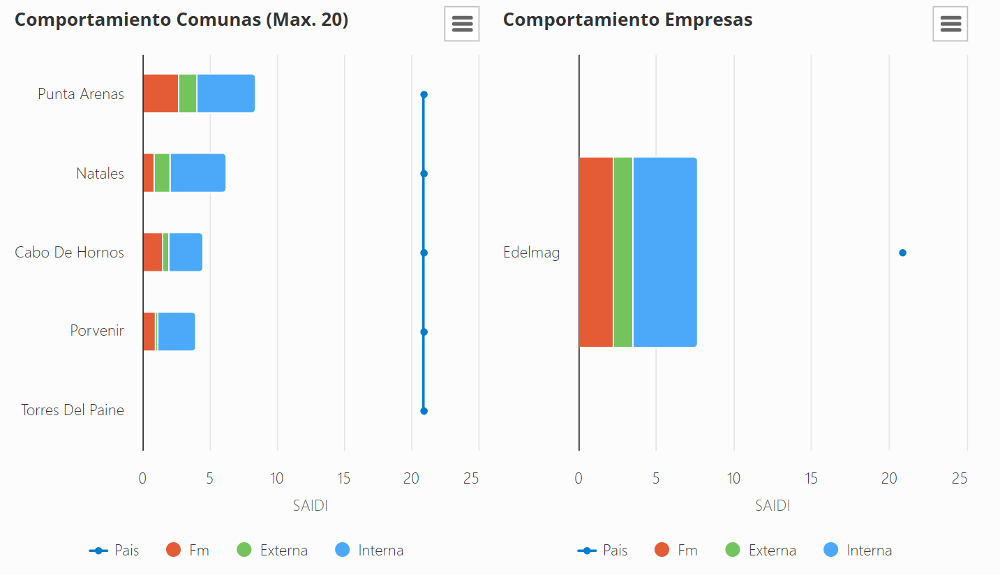 Comportamiento Comunas (Max. 20)
Punta Arenas
Natales
Cabo De Hornos
Porvenir
Torres Del Paine
0 5 10 15 20 25
SAIDI
Pais Fm Externa Interna
Comportamiento Empresas
Edelmag
0 5 10 15 20 25
SAIDI
Pais Fm Externa Interna